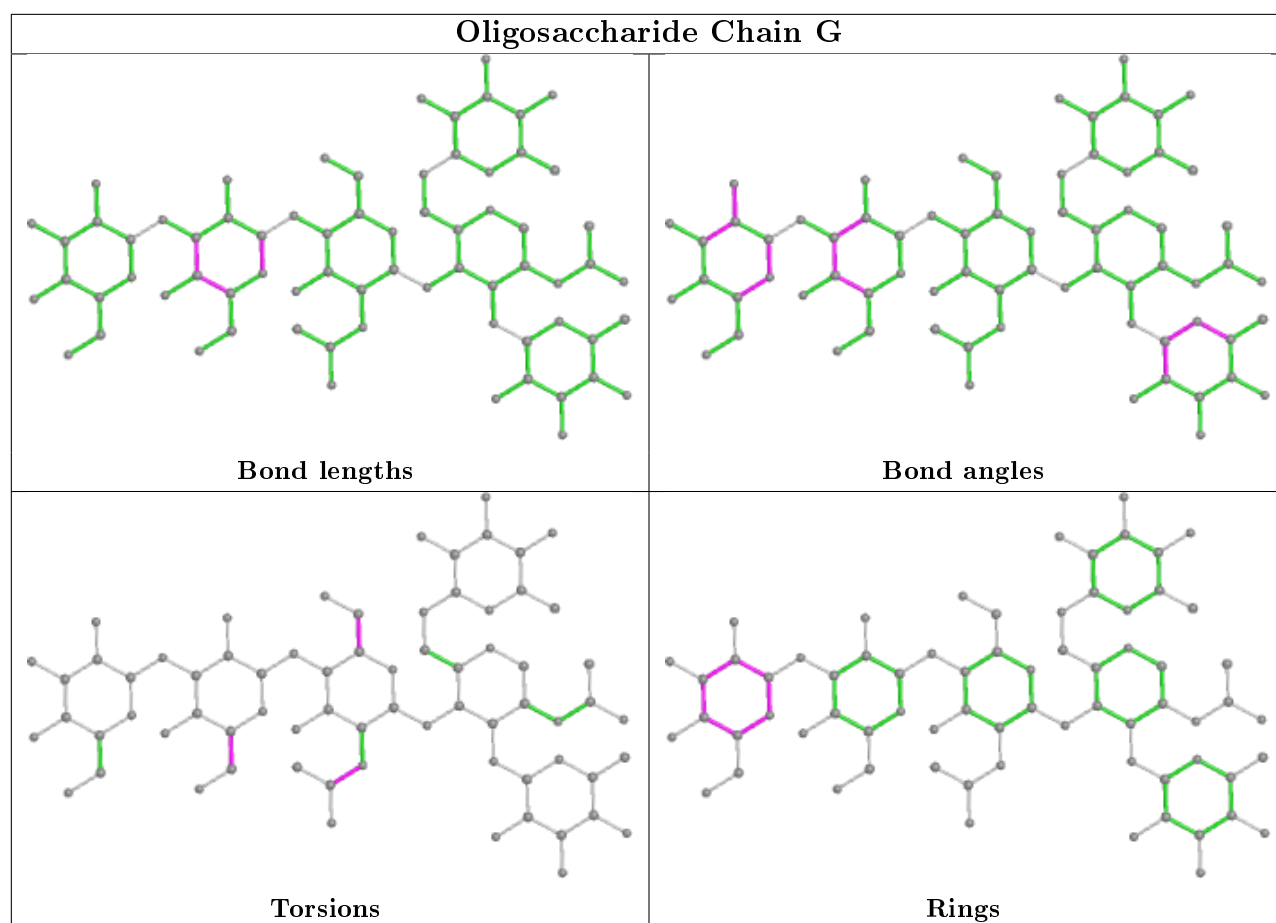 Oligosaccharide Chain G
Bond lengths
Bond angles
Torsions
Rings